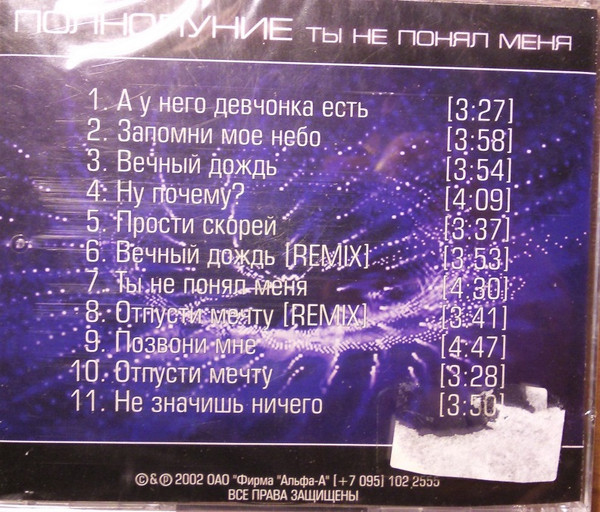 ПОЛНОЛУНИЕ ТЫ НЕ ПОНЯЛ МЕНЯ
1. А у него девчонка есть [3:27]
2. Запомни мое небо [3:58]
3. Вечный дождь [3:54]
4. Ну почему? [4:09]
5. Прости скорей [3:37]
6. Вечный дождь [REMIX] [3:53]
7. Ты не понял меня [4:30]
8. Отпусти мечту [REMIX] [3:41]
9. Позвони мне [4:47]
10. Отпусти мечту [3:28]
11. Не значишь ничего [3:50]
©&℗ 2002 ОАО "Фирма "Альфа-А" [+7 095] 102 2555
ВСЕ ПРАВА ЗАЩИЩЕНЫ